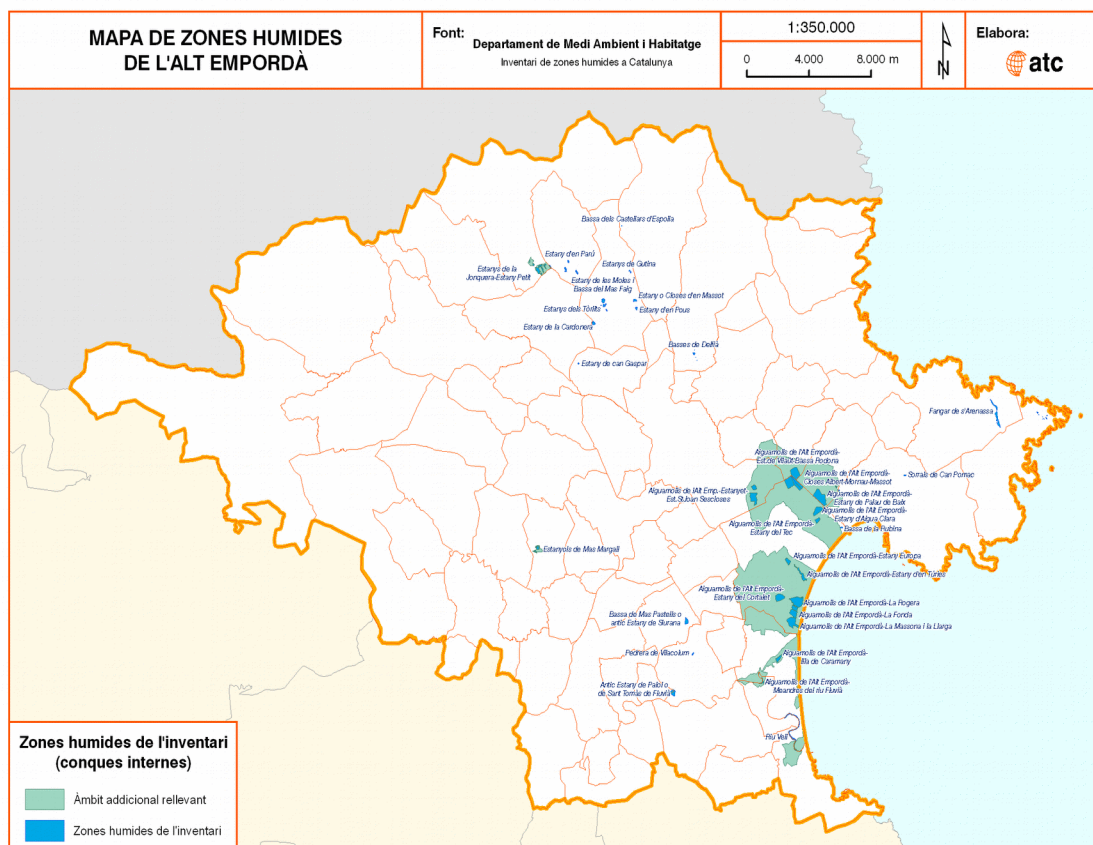 MAPA DE ZONES HUMIDES
DE L'ALT EMPORDÀ
Font:
Departament de Medi Ambient i Habitatge
Inventari de zones humides a Catalunya
1:350.000
0 4.000 8.000 m
N
Elabora:
atc
Bassa dels Castellars d'Espolla
Estany d'en Parú
Estanys de la
Jonquera-Estany Petit
Estanys de Gutina
Estany de les Moles i
Bassa del Mas Faig
Estany o Closes d'en Massot
Estanys dels Torlits
Estany d'en Pous
Estany de la Cardonera
Basses de Delfià
Estany de can Gaspar
Fangar de s'Arenassa
Aiguamolls de l'Alt Empordà-
Est.de Vilaüt-Bassa Rodona
Aiguamolls de l'Alt Empordà-
Closes Albert-Mornau-Massot
Sorrals de Can Pomac
Aiguamolls de l'Alt Emp.-Estanyet
Est.St.Joan Sescloses
Aiguamolls de l'Alt Empordà-
Estany de Palau de Baix
Aiguamolls de l'Alt Empordà-
Estany d'Aigua Clara
Aiguamolls de l'Alt Empordà-
Estany del Tec
Bassa de la Rubina
Estanyols de Mas Margall
Aiguamolls de l'Alt Empordà-Estany Europa
Aiguamolls de l'Alt Empordà-Estany d'en Túries
Aiguamolls de l'Alt Empordà-
Estany del Cortalet
Aiguamolls de l'Alt Empordà-La Rogera
Aiguamolls de l'Alt Empordà-La Fonda
Aiguamolls de l'Alt Empordà-La Massona i la Llarga
Bassa de Mas Pastells o
antic Estany de Siurana
Pedrera de Vilacolum
Aiguamolls de l'Alt Empordà-
Illa de Caramany
Antic Estany de Palol o
de Sant Tomàs de Fluvià
Aiguamolls de l'Alt Empordà-
Meandres del riu Fluvià
Riu Vell
Zones humides de l'inventari
(conques internes)
Àmbit addicional rellevant
Zones humides de l'inventari